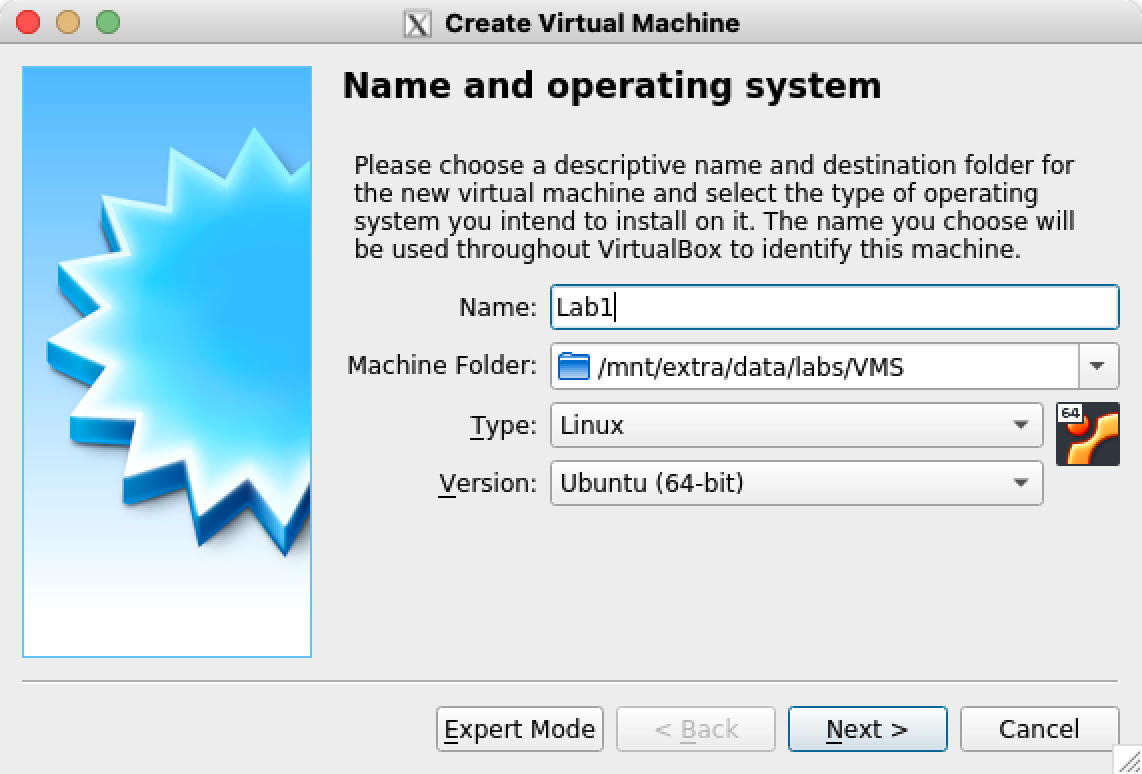 Create Virtual Machine
Name and operating system
Please choose a descriptive name and destination folder for
the new virtual machine and select the type of operating
system you intend to install on it. The name you choose will
be used throughout VirtualBox to identify this machine.
Name: Lab1
Machine Folder: /mnt/extra/data/labs/VMS
Type: Linux
64
Version: Ubuntu (64-bit)
Expert Mode < Back Next > Cancel